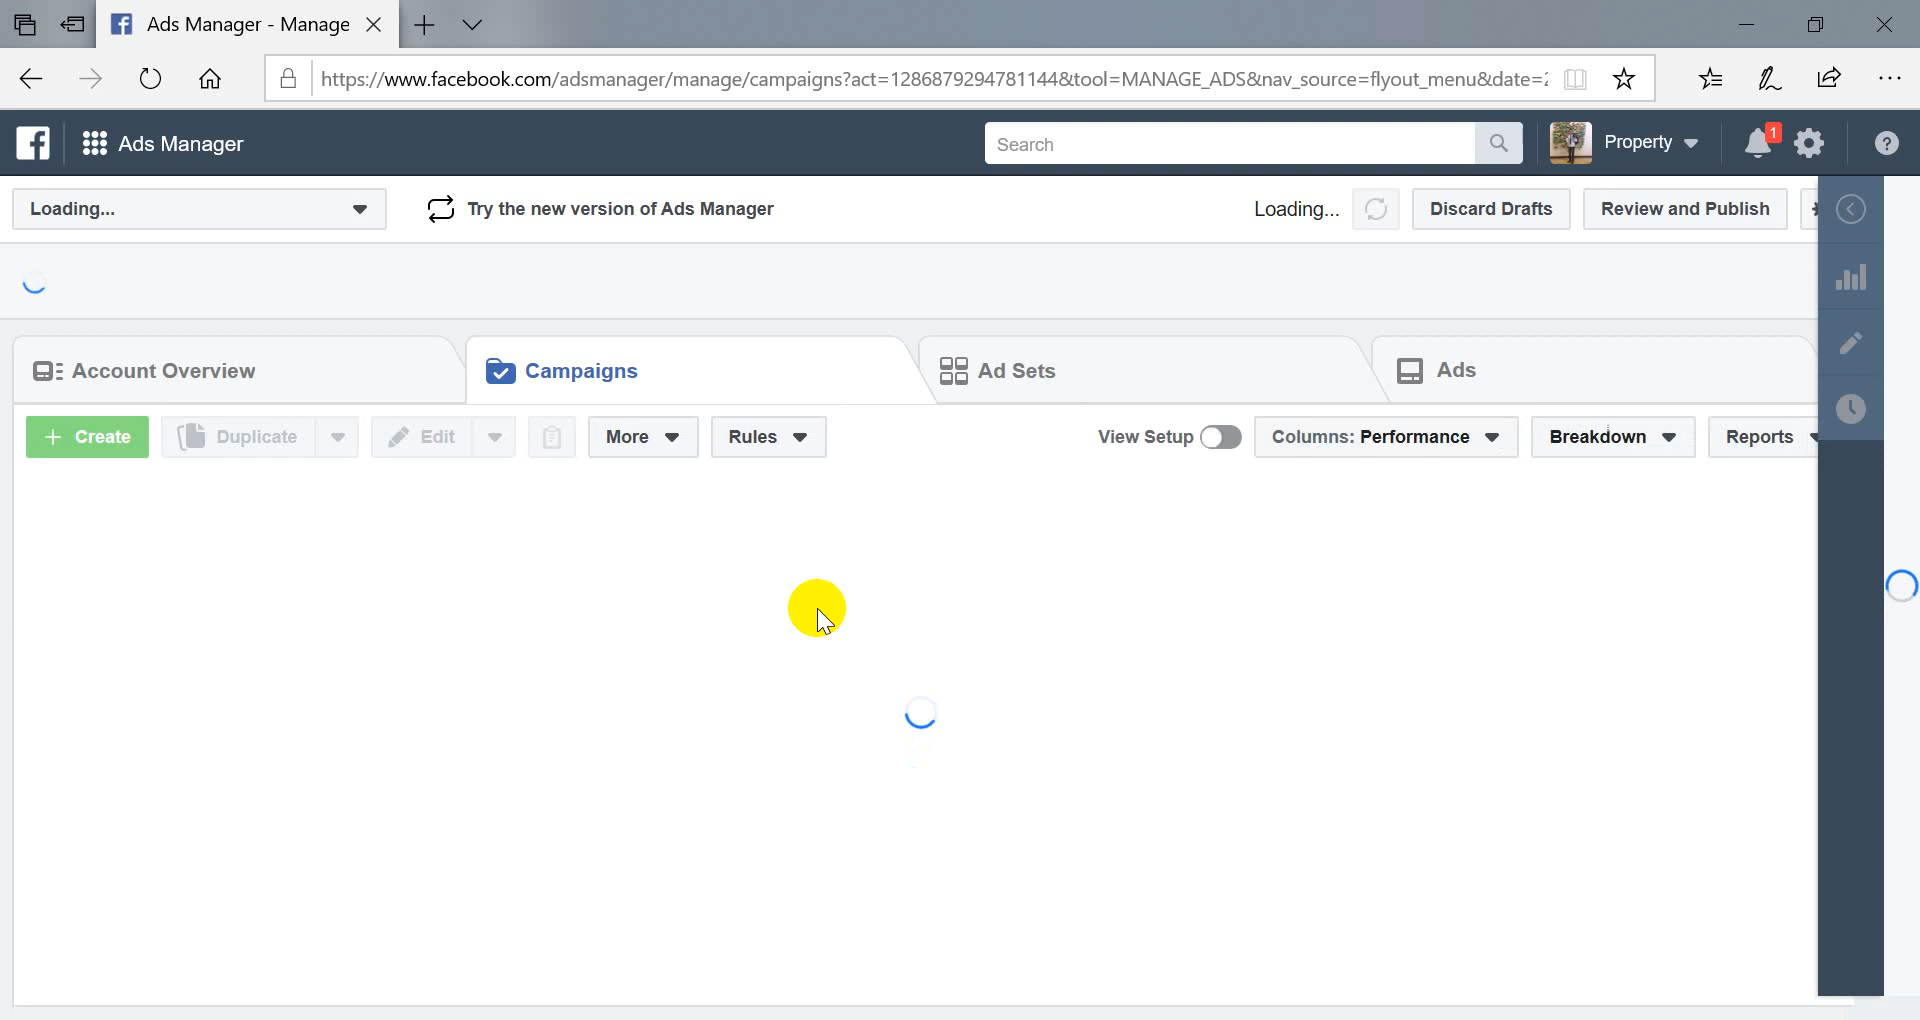 Ads Manager - Manage
https://www.facebook.com/adsmanager/manage/campaigns?act=1286879294781144&tool=MANAGE_ADS&nav_source=flyout_menu&date=2
Ads Manager
Search
Property
1
?
Loading...
Try the new version of Ads Manager
Loading...
Discard Drafts
Review and Publish
Account Overview
Campaigns
Ad Sets
Ads
+ Create
Duplicate
Edit
More
Rules
View Setup
Columns: Performance
Breakdown
Reports